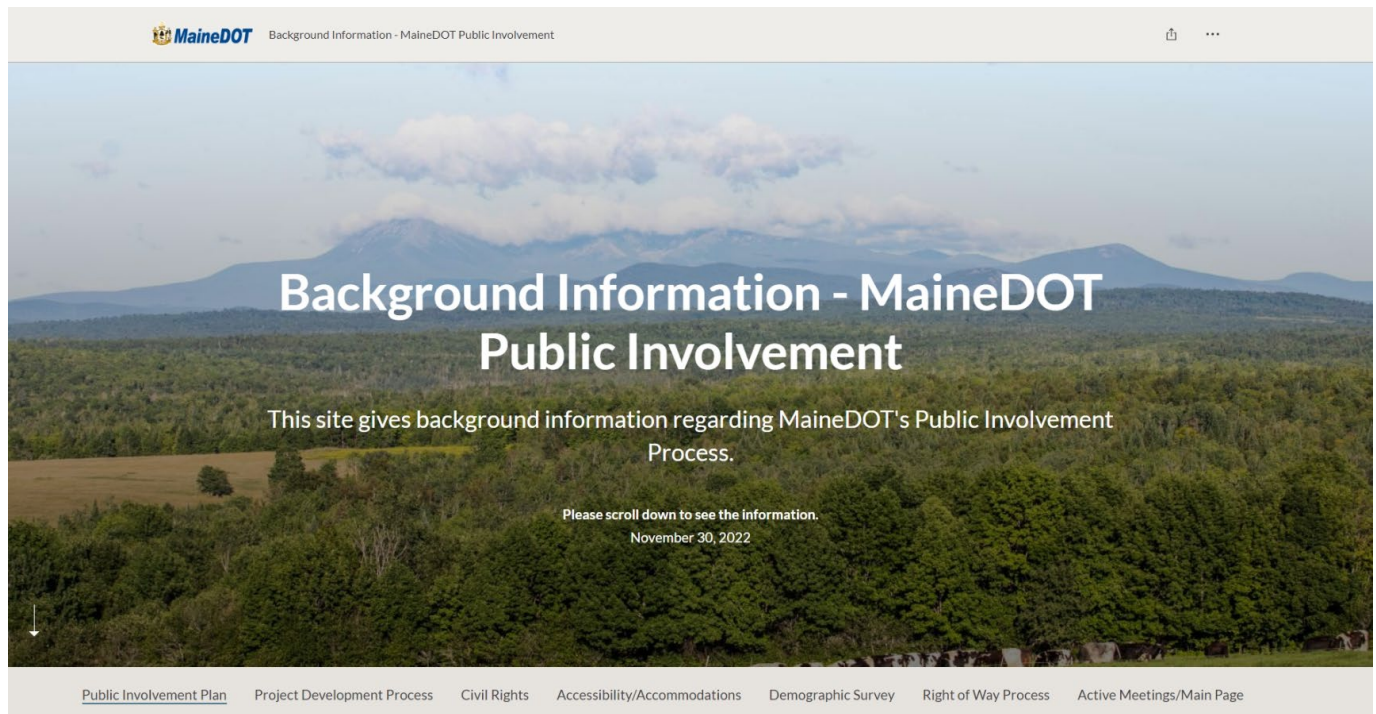 MaineDOT Background Information - MaineDOT Public Involvement
Background Information - MaineDOT
Public Involvement
This site gives background information regarding MaineDOT's Public Involvement
Process.
Please scroll down to see the information.
November 30, 2022
Public Involvement Plan Project Development Process Civil Rights Accessibility/Accommodations Demographic Survey Right of Way Process Active Meetings/Main Page